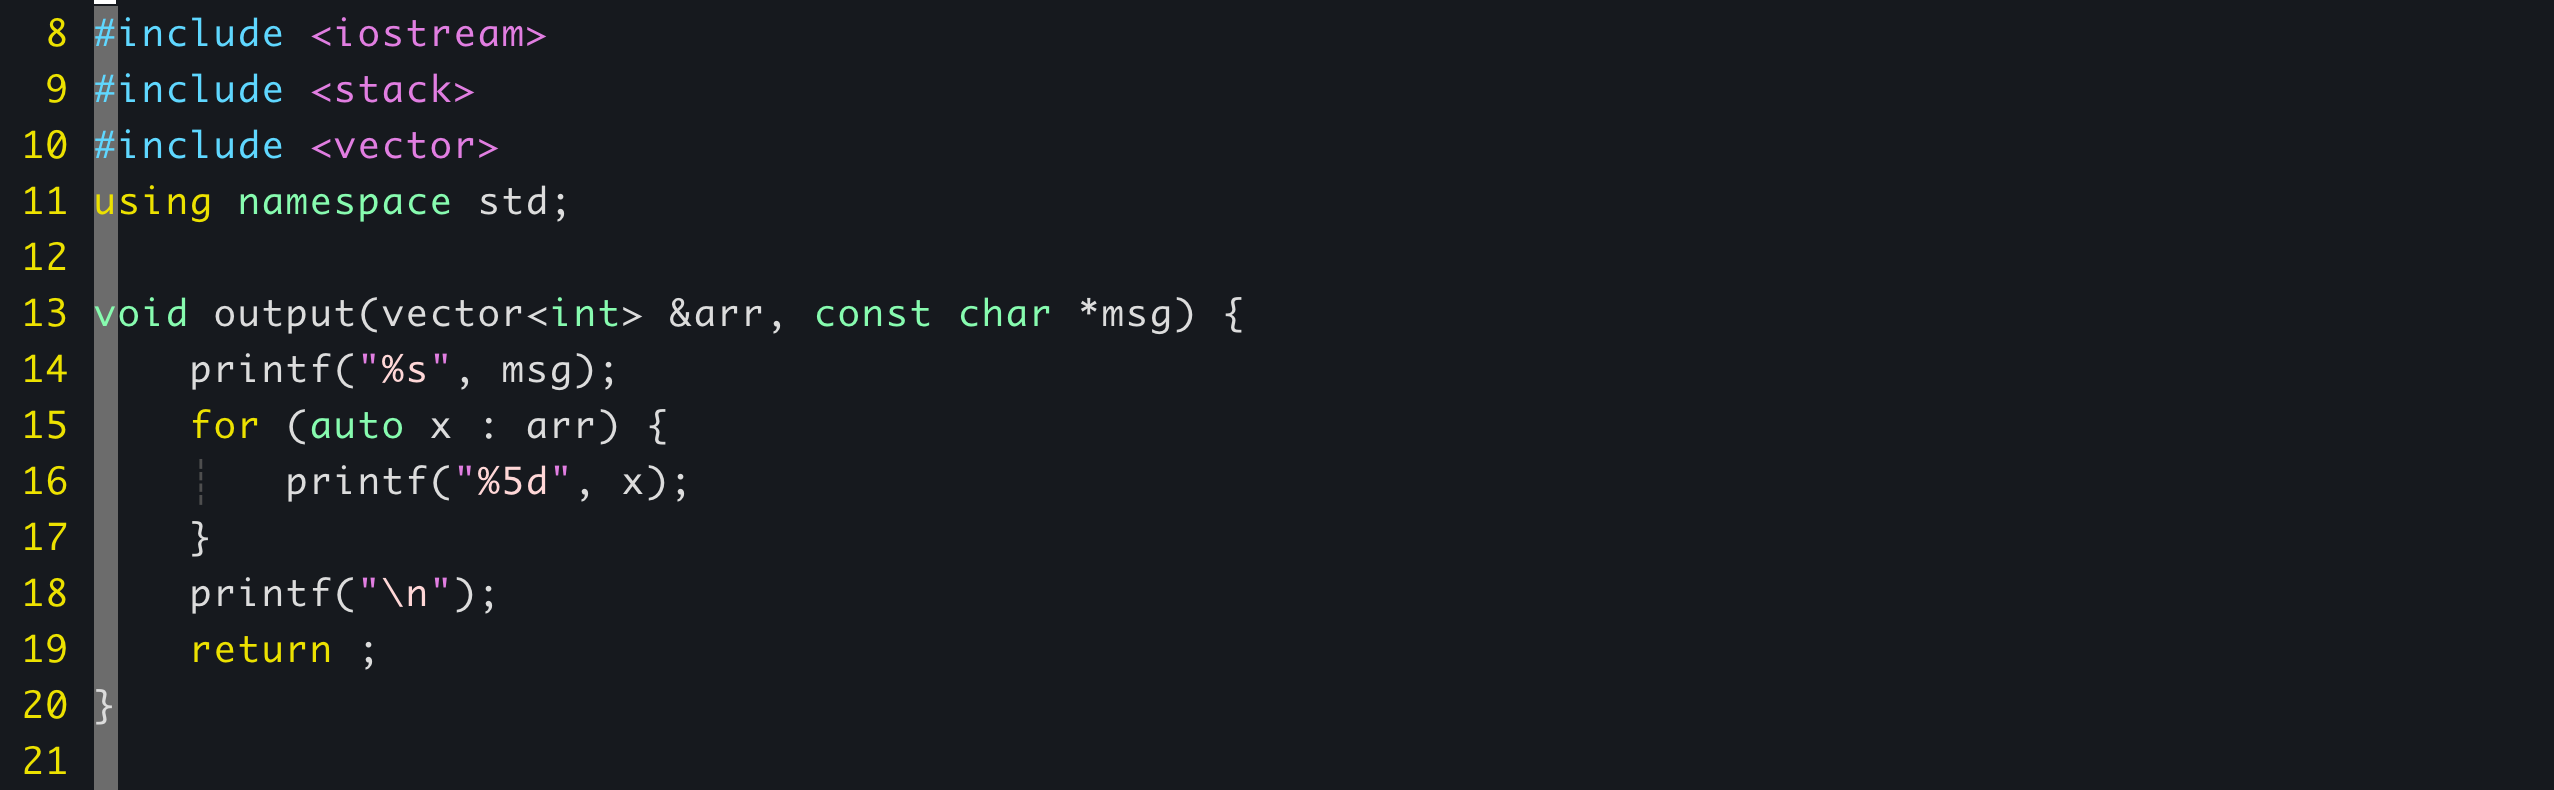 8 #include <iostream>
9 #include <stack>
10 #include <vector>
11 using namespace std;
12
13 void output(vector<int> &arr, const char *msg) {
14     printf("%s", msg);
15     for (auto x : arr) {
16         printf("%5d", x);
17     }
18     printf("\n");
19     return ;
20 }
21